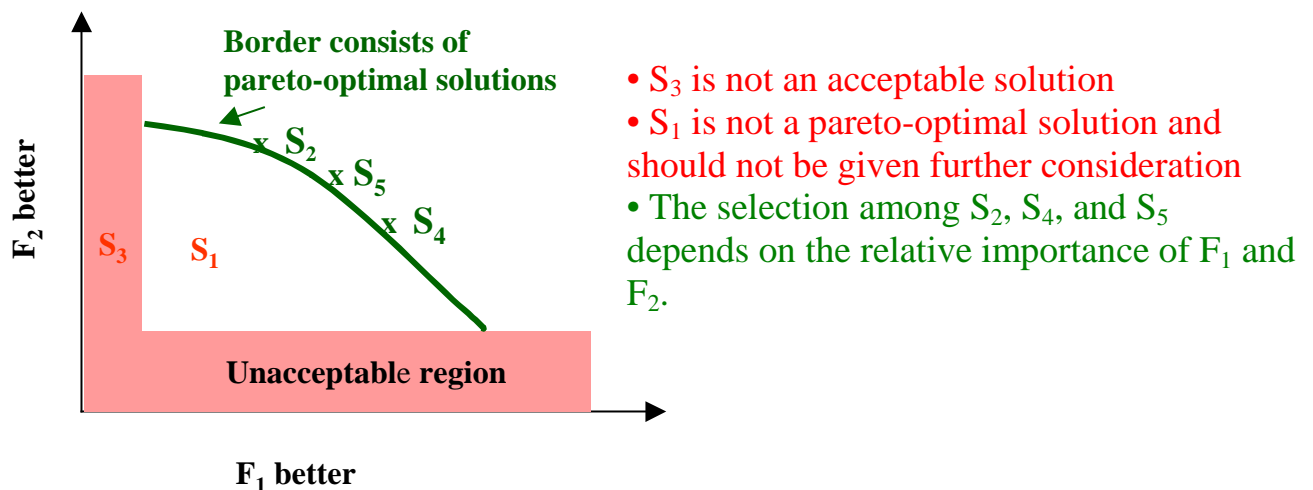 Border consists of
pareto-optimal solutions
x S₂
x S₅
x S₄
S₃
S₁
Unacceptable region
F₂ better
F₁ better
• S₃ is not an acceptable solution
• S₁ is not a pareto-optimal solution and
should not be given further consideration
• The selection among S₂, S₄, and S₅
depends on the relative importance of F₁ and
F₂.